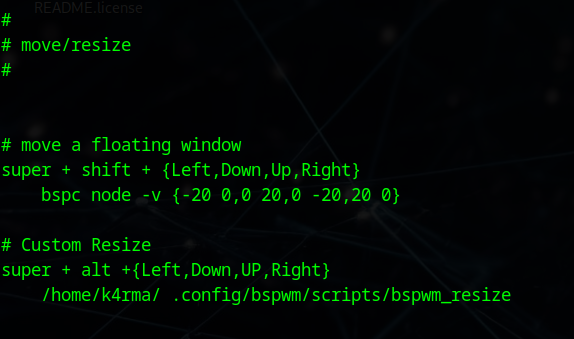 README.license
#
# move/resize
#
# move a floating window
super + shift + {Left,Down,Up,Right}
bspc node -v {-20 0,0 20,0 -20,20 0}
# Custom Resize
super + alt +{Left,Down,UP,Right}
/home/k4rma/ .config/bspwm/scripts/bspwm_resize